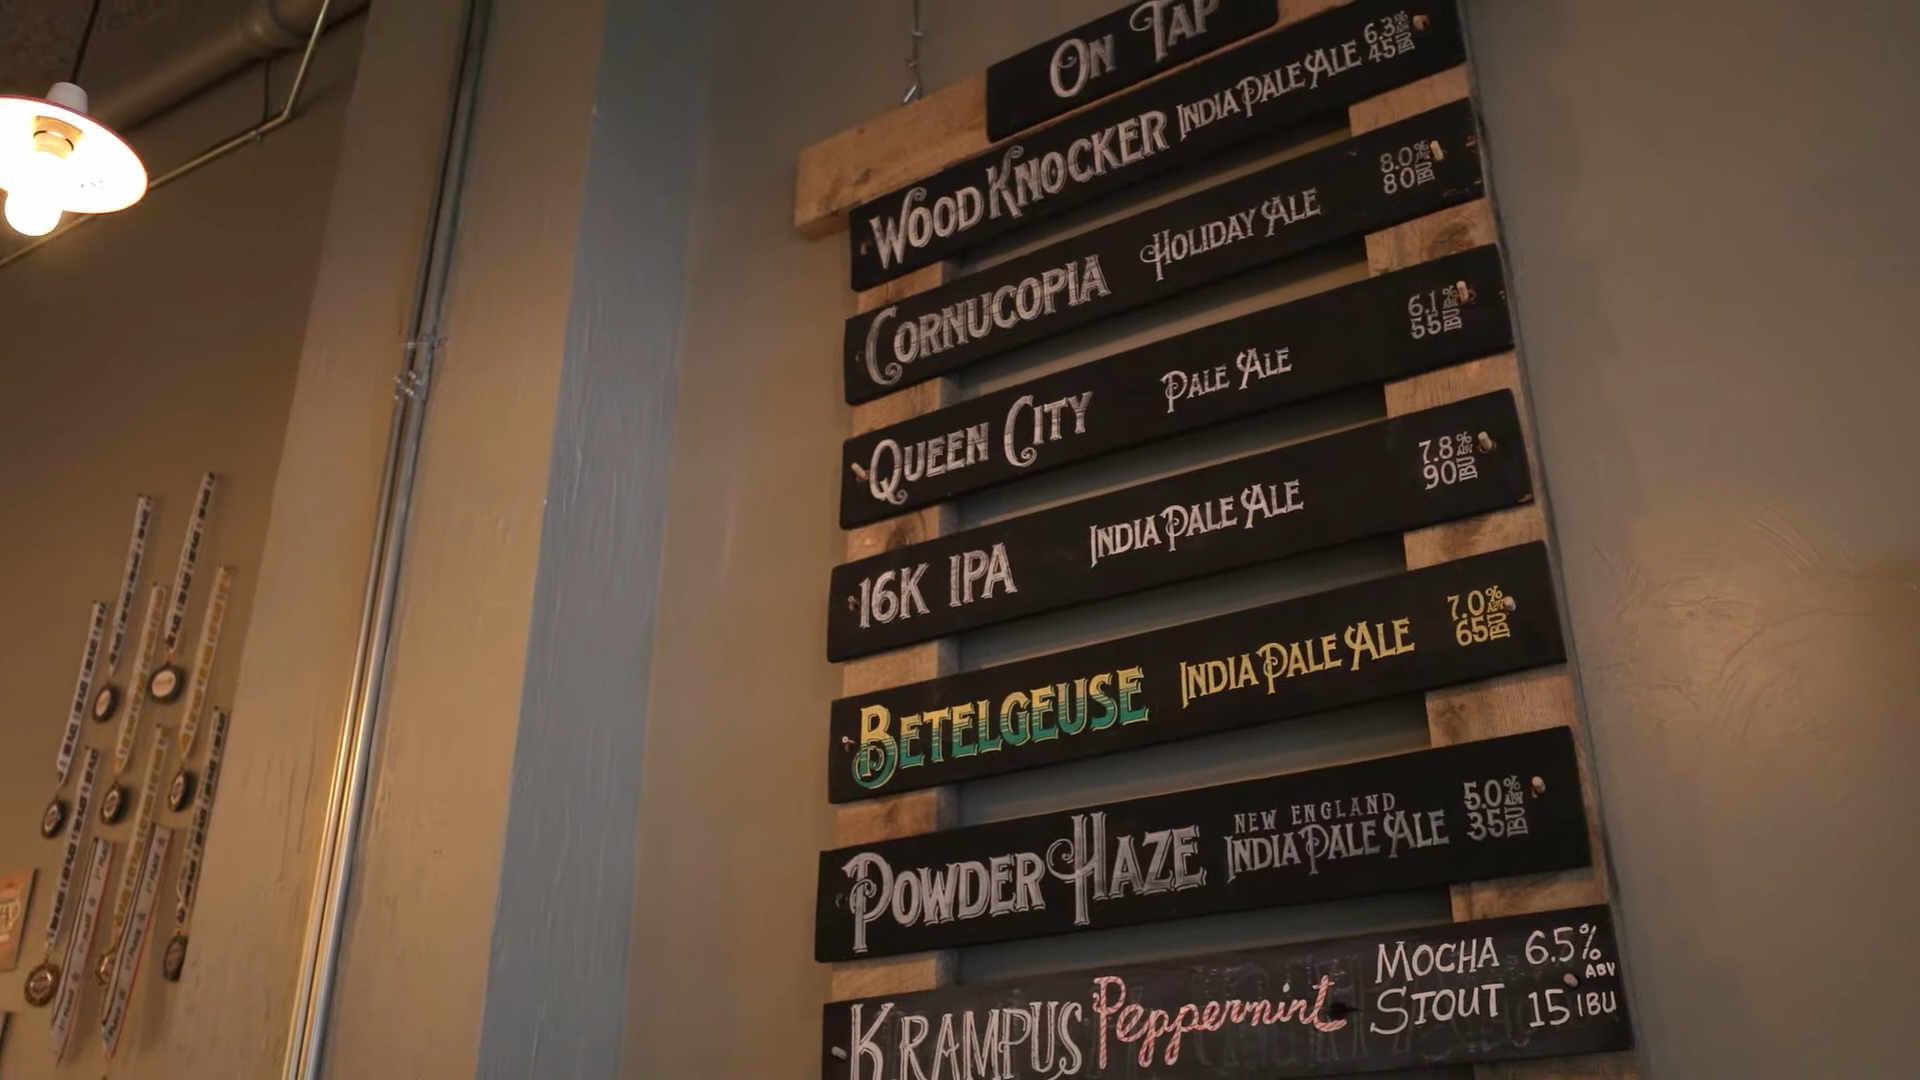 ON TAP
WOOD KNOCKER INDIA PALE ALE 6.3% 45 IBU
CORNUCOPIA HOLIDAY ALE 8.0% 80 IBU
QUEEN CITY PALE ALE 6.1% 55 IBU
16K IPA INDIA PALE ALE 7.8% ABV 90 IBU
BETELGEUSE INDIA PALE ALE 7.0% ABV 65 IBU
POWDER HAZE NEW ENGLAND INDIA PALE ALE 5.0% ABV 35 IBU
KRAMPUS Peppermint MOCHA STOUT 6.5% ABV 15 IBU